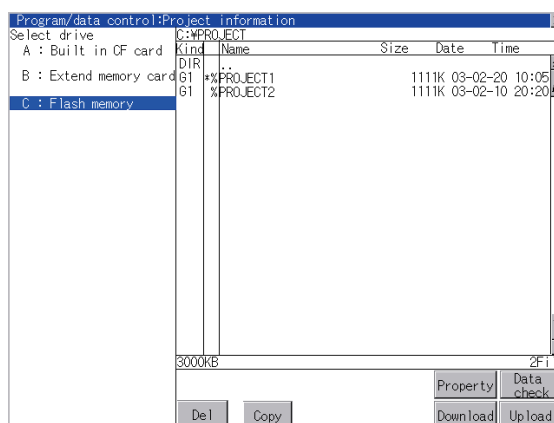 Program/data control:Project information
Select drive
A : Built in CF card
B : Extend memory card
C : Flash memory
C:¥PROJECT
Kind Name Size Date Time
DIR ..
G1 *%PROJECT1 1111K 03-02-20 10:05
G1 %PROJECT2 1111K 03-02-10 20:20
3000KB 2Fi
Property Data check
Del Copy Download Upload